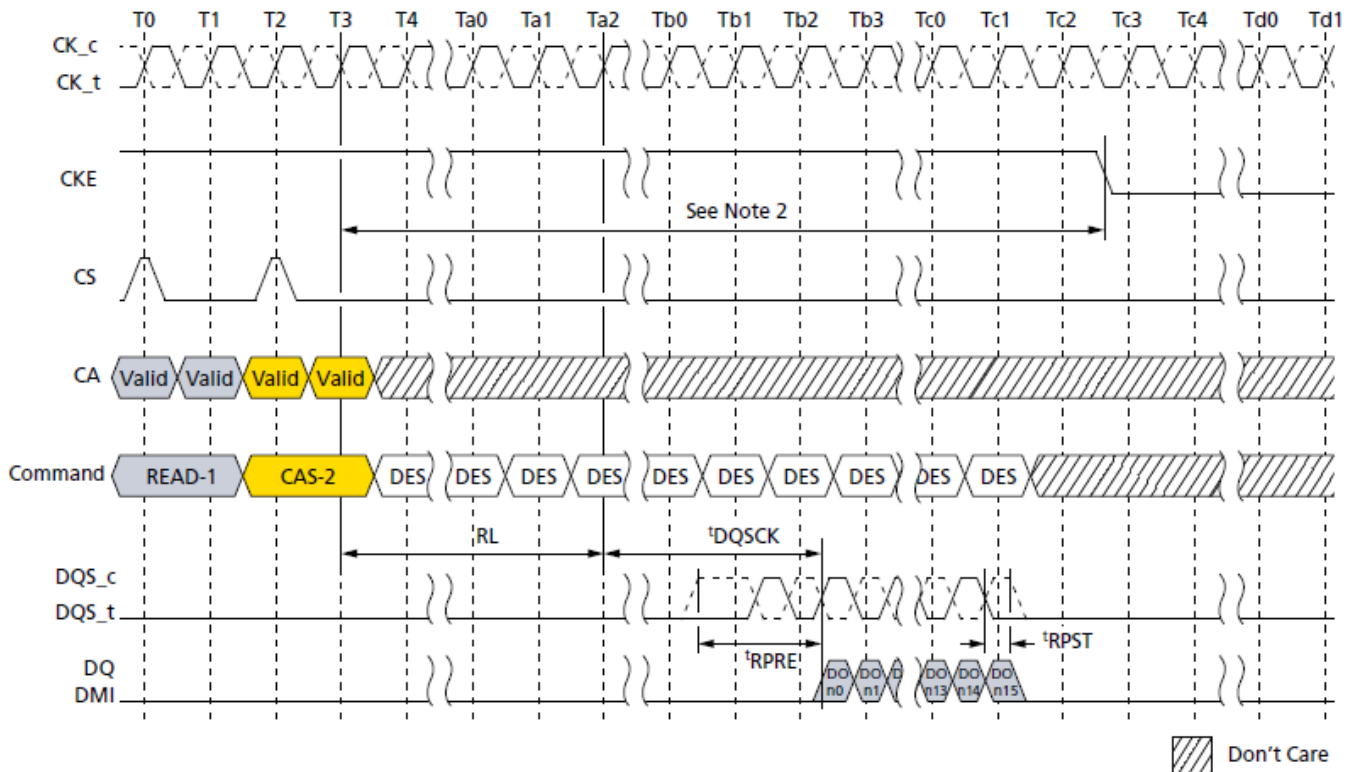 T0 T1 T2 T3 T4 Ta0 Ta1 Ta2 Tb0 Tb1 Tb2 Tb3 Tc0 Tc1 Tc2 Tc3 Tc4 Td0 Td1
CK_c
CK_t
CKE
See Note 2
CS
CA Valid Valid Valid Valid
Command READ-1 CAS-2 DES DES DES DES DES DES DES DES DES DES
RL tDQSCK
DQS_c
DQS_t
tRPRE tRPST
DQ
DMI
DO n0 DO n1 D DO n13 DO n14 DO n15
Don't Care